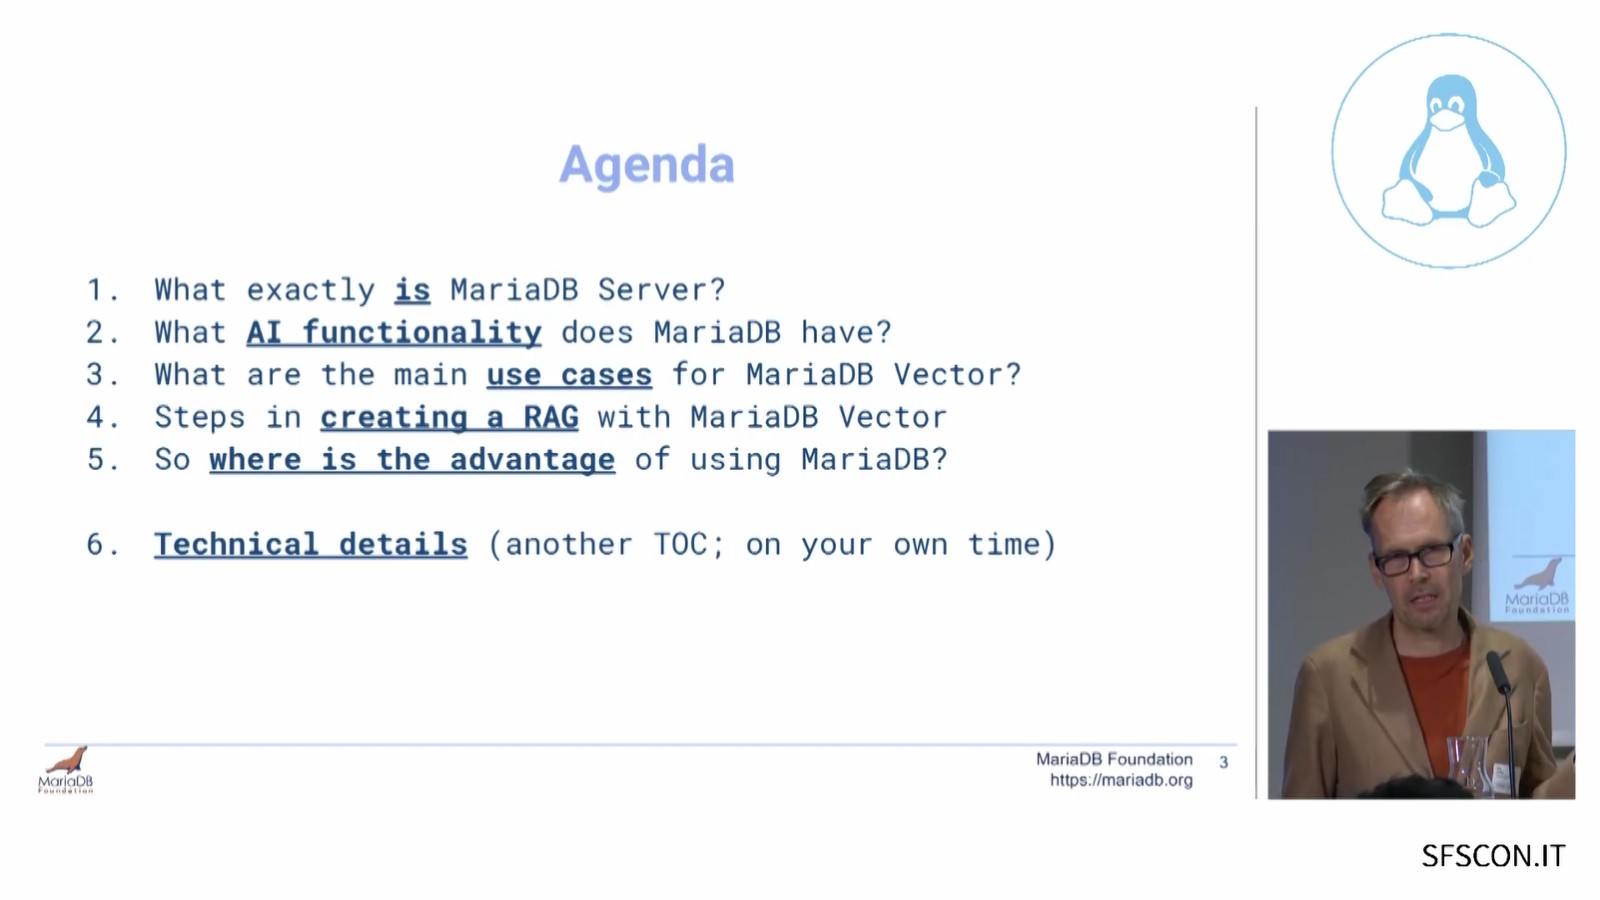 Agenda
1. What exactly is MariaDB Server?
2. What AI functionality does MariaDB have?
3. What are the main use cases for MariaDB Vector?
4. Steps in creating a RAG with MariaDB Vector
5. So where is the advantage of using MariaDB?
6. Technical details (another TOC; on your own time)
MariaDB
Foundation
MariaDB Foundation
https://mariadb.org
3
MariaDB
Foundation
SFSCON.IT